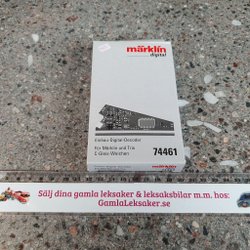 märklin
digital
Einbau-Digital-Decoder
Für Märklin und Trix
C-Gleis-Weichen
74461
märklin
Sälj dina gamla leksaker & leksaksbilar m.m. hos:
GamlaLeksaker.se